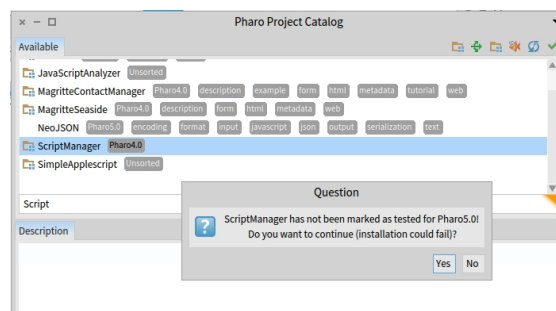 Pharo Project Catalog
Available
JavaScriptAnalyzer Unsorted
MagritteContactManager Pharo4.0 description example form html metadata tutorial web
MagritteSeaside Pharo4.0 description form html metadata web
NeoJSON Pharo5.0 encoding format input javascript json output serialization text
ScriptManager Pharo4.0
SimpleApplescript Unsorted
Script
Description
Question
ScriptManager has not been marked as tested for Pharo5.0!
Do you want to continue (installation could fail)?
Yes No